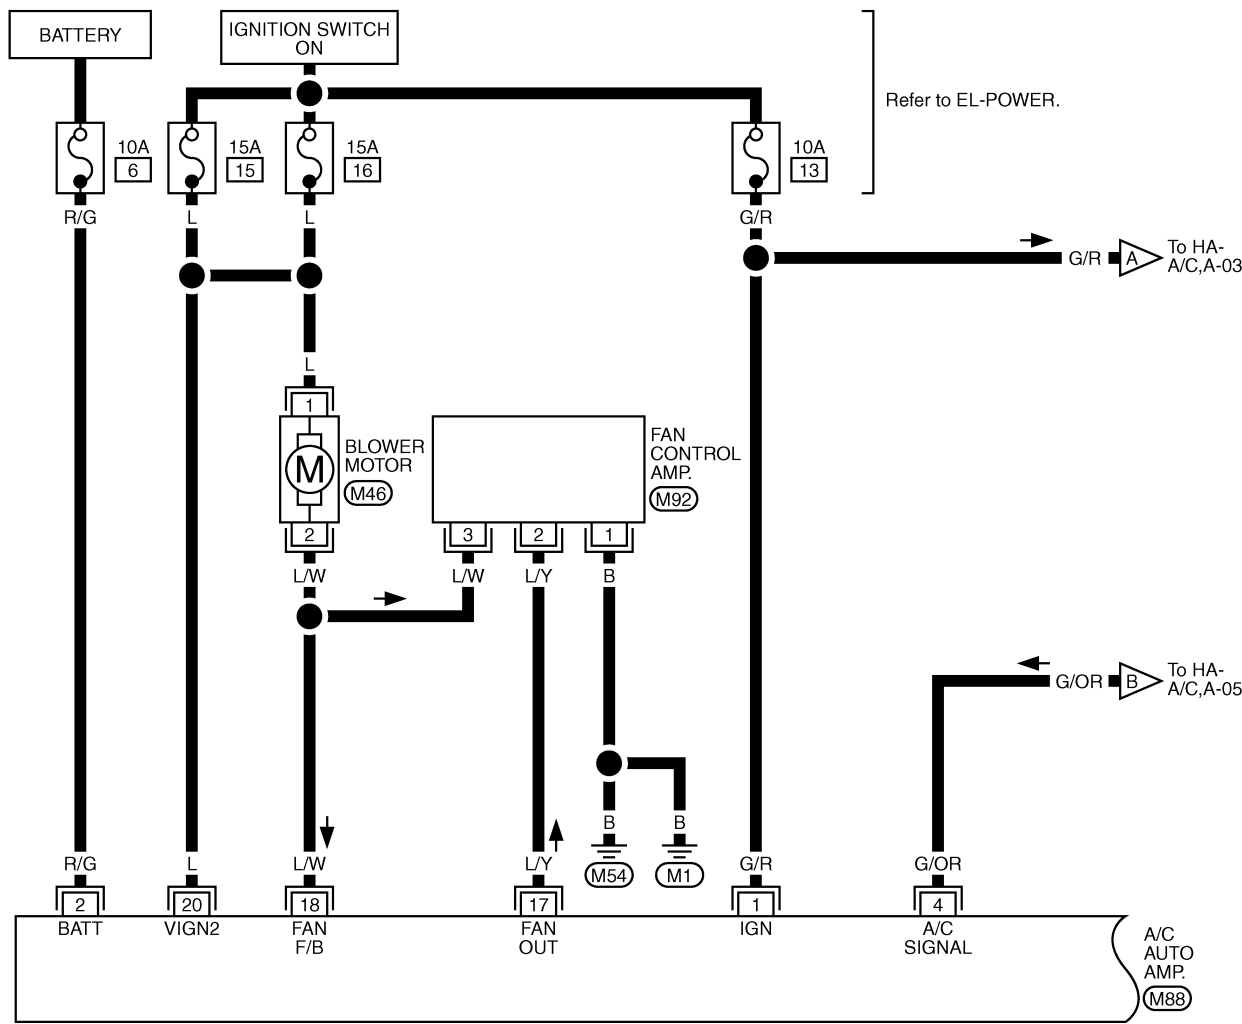 BATTERY
IGNITION SWITCH
ON
Refer to EL-POWER.
10A
6
15A
15
15A
16
10A
13
R/G
L
L
G/R
G/R
A
To HA-
A/C,A-03
L
1
M
BLOWER
MOTOR
M46
2
FAN
CONTROL
AMP.
M92
3
2
1
L/W
L/W
L/Y
B
G/OR
B
To HA-
A/C,A-05
B
B
M54
M1
R/G
L
L/W
L/Y
G/R
G/OR
2
20
18
17
1
4
BATT
VIGN2
FAN
F/B
FAN
OUT
IGN
A/C
SIGNAL
A/C
AUTO
AMP.
M88